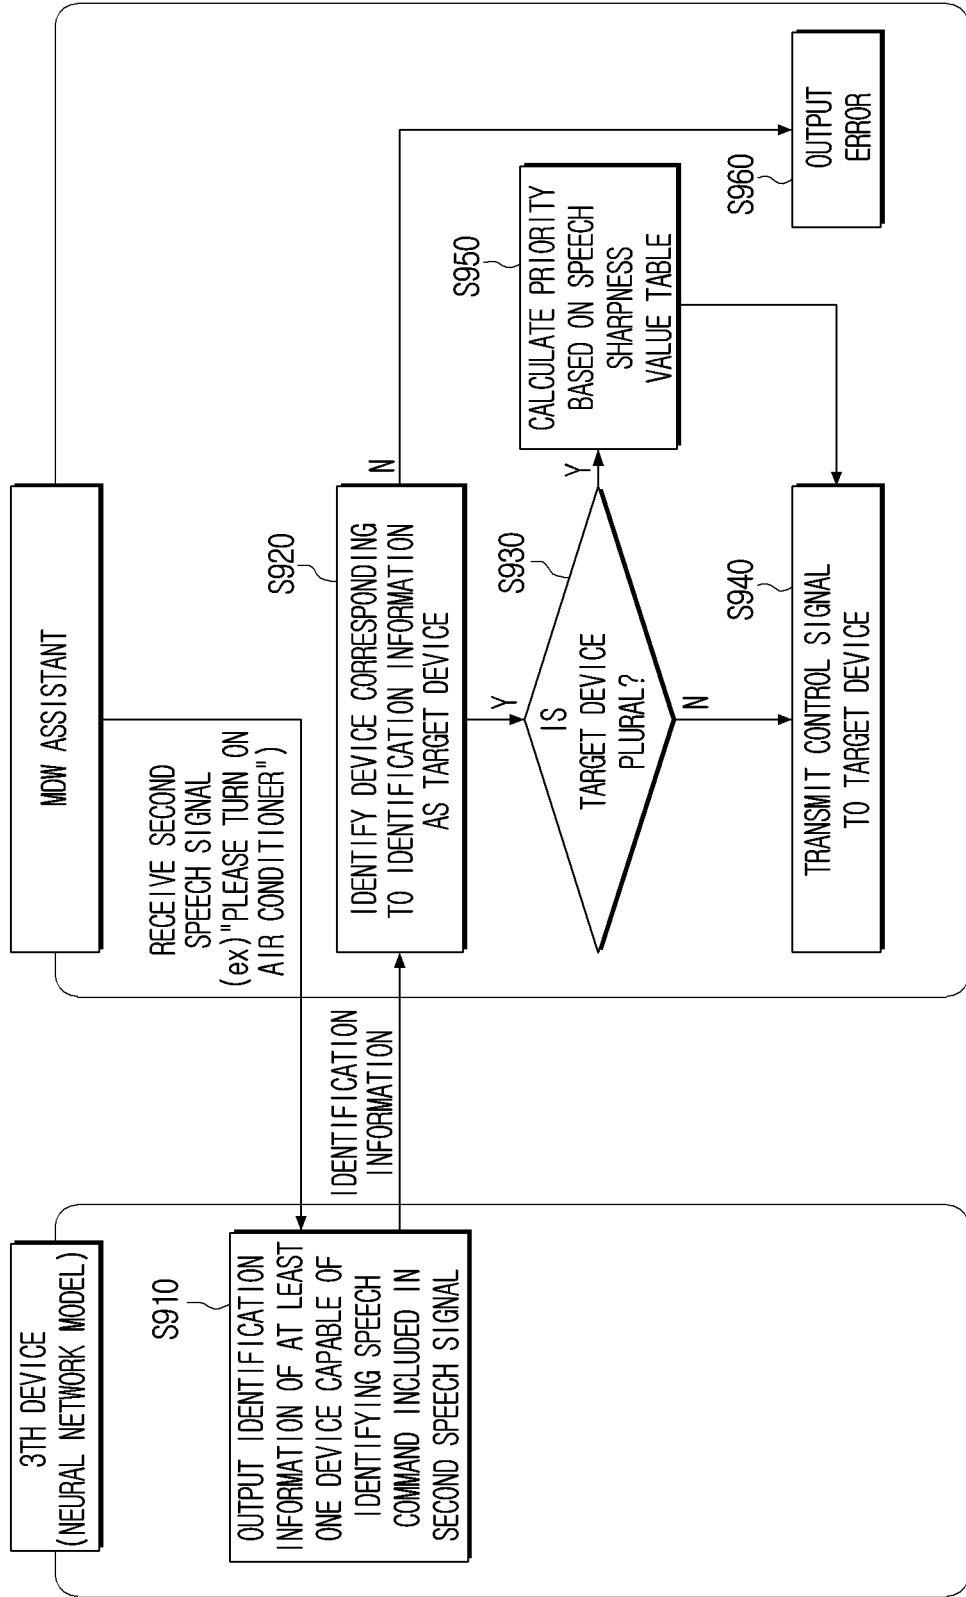 3TH DEVICE
(NEURAL NETWORK MODEL)
MDW ASSISTANT
RECEIVE SECOND
SPEECH SIGNAL
(ex)"PLEASE TURN ON
AIR CONDITIONER")
S910
OUTPUT IDENTIFICATION
INFORMATION OF AT LEAST
ONE DEVICE CAPABLE OF
IDENTIFYING SPEECH
COMMAND INCLUDED IN
SECOND SPEECH SIGNAL
IDENTIFICATION
INFORMATION
S920
IDENTIFY DEVICE CORRESPONDING
TO IDENTIFICATION INFORMATION
AS TARGET DEVICE
N
Y
S930
IS
TARGET DEVICE
PLURAL?
Y
N
S950
CALCULATE PRIORITY
BASED ON SPEECH
SHARPNESS
VALUE TABLE
S940
TRANSMIT CONTROL SIGNAL
TO TARGET DEVICE
S960
OUTPUT
ERROR